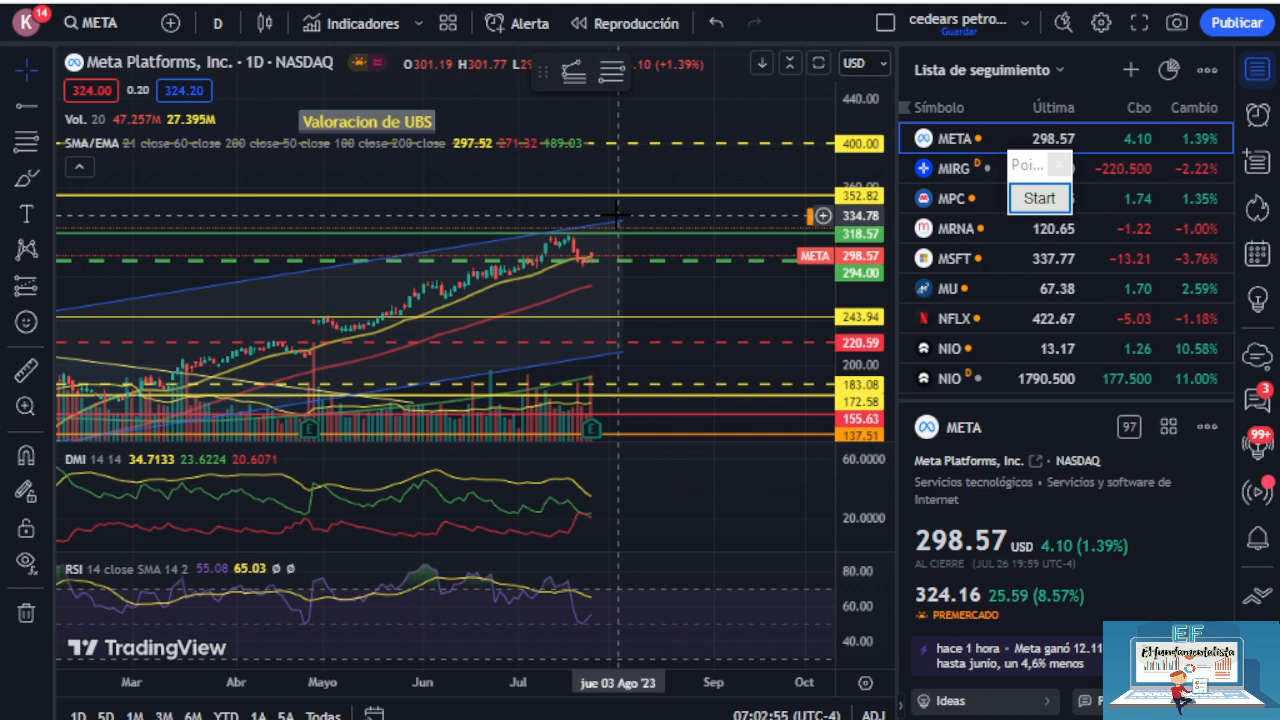 K 14 META D Indicadores Alerta Reproducción cedears petro... Guardar Publicar
Meta Platforms, Inc. · 1D · NASDAQ O301.19 H301.77 .10 (+1.39%) USD
324.00 0.20 324.20
Vol. 20 47.257M 27.395M
Valoracion de UBS
SMA/EMA 21 close 60 close 200 close 50 close 100 close 200 close 297.52 271.32 189.03
440.00
400.00
360.00
352.82
334.78
318.57
META 298.57
294.00
243.94
220.59
200.00
183.08
172.58
155.63
137.51
E E
DMI 14 14 34.7133 23.6224 20.6071
60.0000
20.0000
RSI 14 close SMA 14 2 55.08 65.03 Ø Ø
80.00
60.00
40.00
TradingView
Mar Abr Mayo Jun Jul jue 03 Ago '23 Sep Oct
1D 5D 1M 3M 6M YTD 1A 5A Todas 07:02:55 (UTC-4) ADJ
Lista de seguimiento
Símbolo Última Cbo Cambio
META 298.57 4.10 1.39%
MIRG D −220.500 −2.22%
Poi...
Start
MPC 1.74 1.35%
MRNA 120.65 −1.22 −1.00%
MSFT 337.77 −13.21 −3.76%
MU 67.38 1.70 2.59%
NFLX 422.67 −5.03 −1.18%
NIO 13.17 1.26 10.58%
NIO D 1790.500 177.500 11.00%
3
99+
META 97
Meta Platforms, Inc. · NASDAQ
Servicios tecnológicos • Servicios y software de
Internet
298.57 USD 4.10 (1.39%)
AL CIERRE (JUL 26 19:59 UTC-4)
324.16 25.59 (8.57%)
PREMERCADO
hace 1 hora · Meta ganó 12.11
hasta junio, un 4,6% menos
Ideas
EF
Elfundamentalista